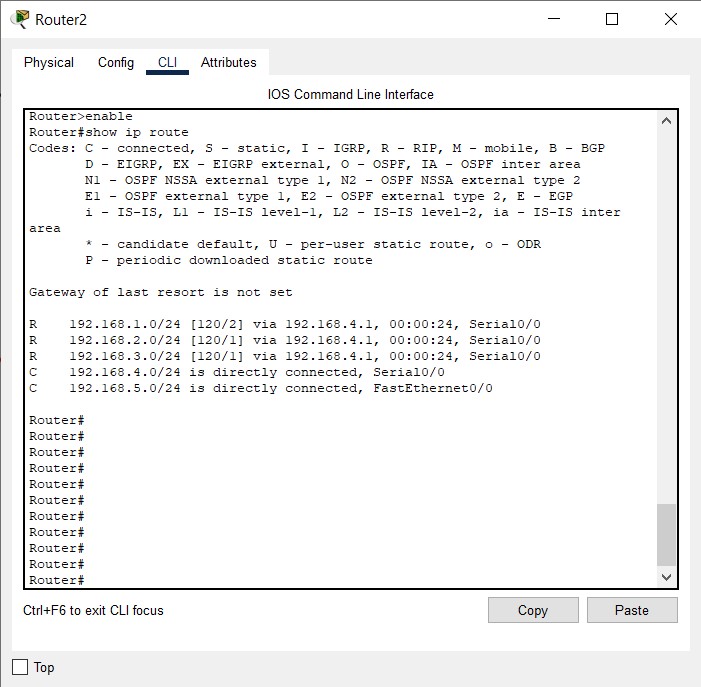 Router2
Physical Config CLI Attributes
IOS Command Line Interface
Router>enable
Router#show ip route
Codes: C - connected, S - static, I - IGRP, R - RIP, M - mobile, B - BGP
D - EIGRP, EX - EIGRP external, O - OSPF, IA - OSPF inter area
N1 - OSPF NSSA external type 1, N2 - OSPF NSSA external type 2
E1 - OSPF external type 1, E2 - OSPF external type 2, E - EGP
i - IS-IS, L1 - IS-IS level-1, L2 - IS-IS level-2, ia - IS-IS inter
area
* - candidate default, U - per-user static route, o - ODR
P - periodic downloaded static route
Gateway of last resort is not set
R 192.168.1.0/24 [120/2] via 192.168.4.1, 00:00:24, Serial0/0
R 192.168.2.0/24 [120/1] via 192.168.4.1, 00:00:24, Serial0/0
R 192.168.3.0/24 [120/1] via 192.168.4.1, 00:00:24, Serial0/0
C 192.168.4.0/24 is directly connected, Serial0/0
C 192.168.5.0/24 is directly connected, FastEthernet0/0
Router#
Router#
Router#
Router#
Router#
Router#
Router#
Router#
Router#
Router#
Router#
Ctrl+F6 to exit CLI focus
Copy Paste
Top